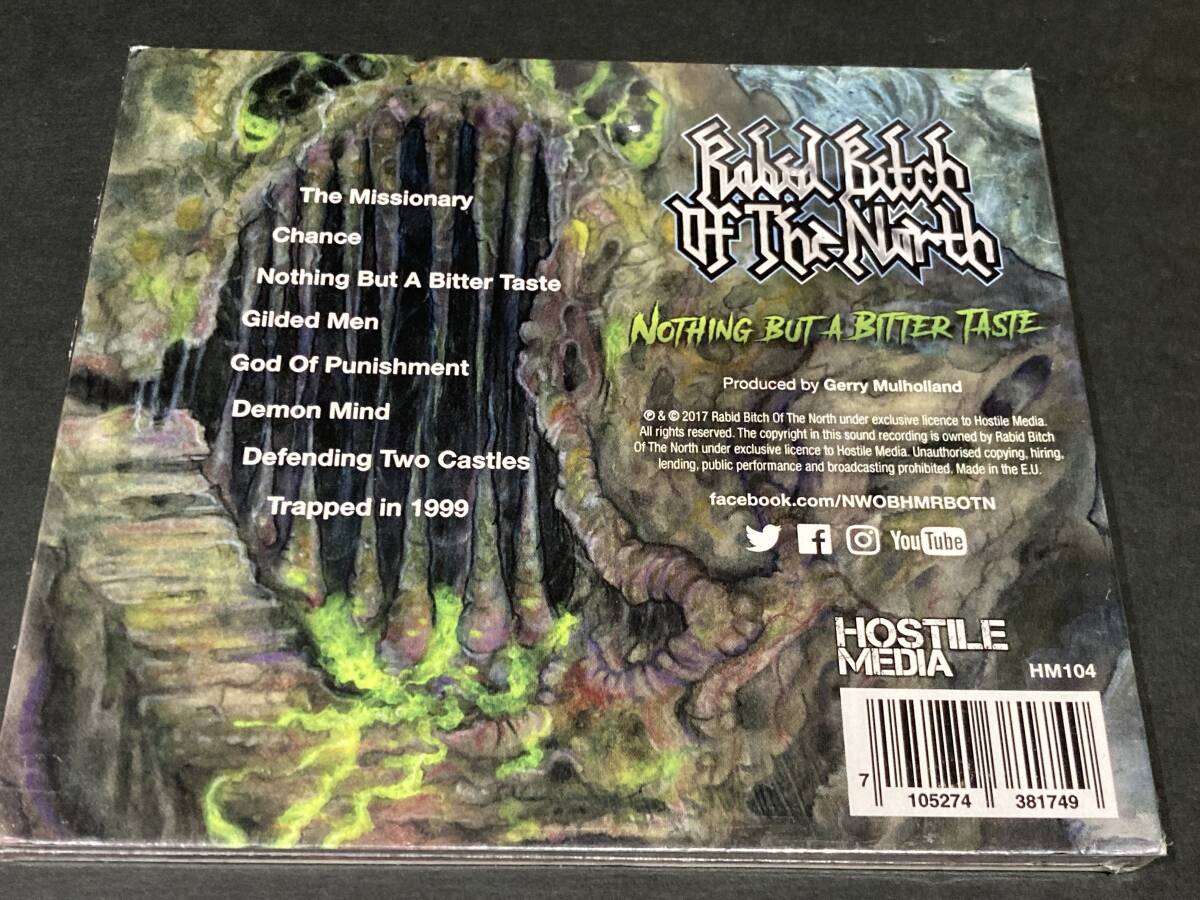 The Missionary
Chance
Nothing But A Bitter Taste
Gilded Men
God Of Punishment
Demon Mind
Defending Two Castles
Trapped in 1999
Rabid Bitch
Of The North
Nothing But A Bitter Taste
Produced by Gerry Mulholland
℗ & © 2017 Rabid Bitch Of The North under exclusive licence to Hostile Media.
All rights reserved. The copyright in this sound recording is owned by Rabid Bitch
Of The North under exclusive licence to Hostile Media. Unauthorised copying, hiring,
lending, public performance and broadcasting prohibited. Made in the E.U.
facebook.com/NWOBHMRBOTN
YouTube
HOSTILE
MEDIA
HM104
7 105274 381749